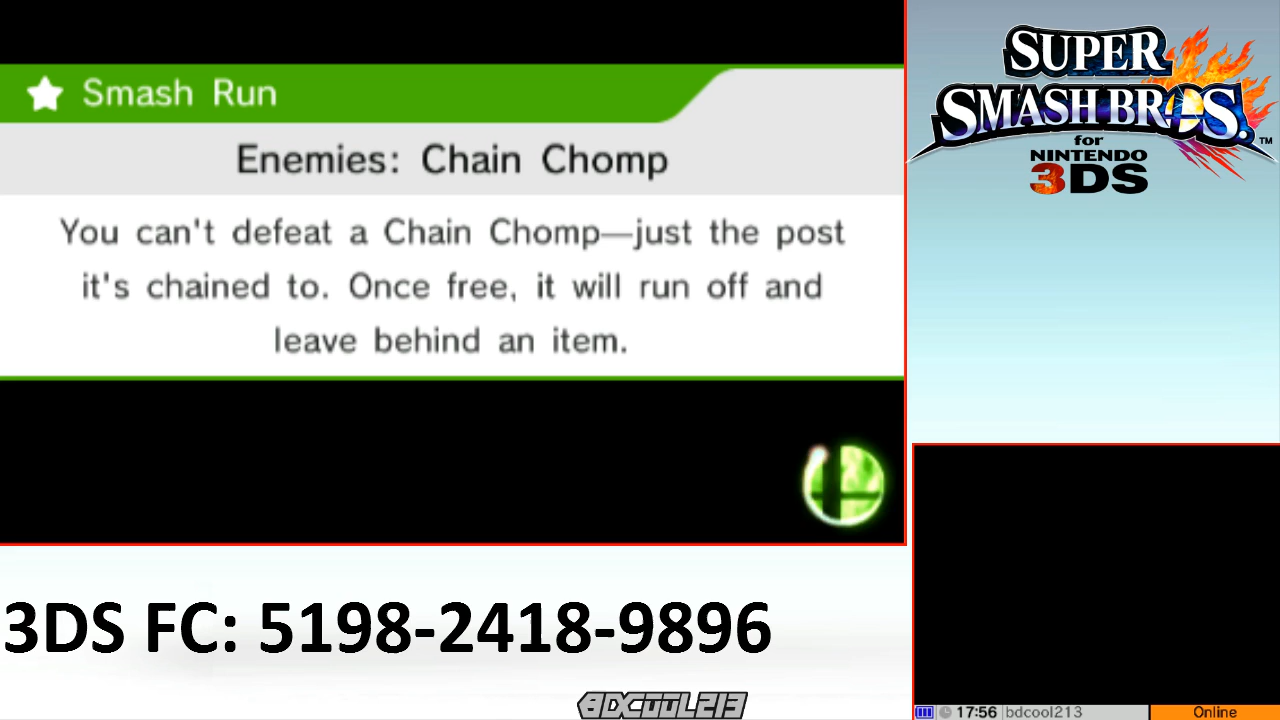 Smash Run
Enemies: Chain Chomp
You can't defeat a Chain Chomp—just the post
it's chained to. Once free, it will run off and
leave behind an item.
SUPER
SMASH BROS.™
for
NINTENDO
3DS
3DS FC: 5198-2418-9896
BDCOOL213
17:56 bdcool213 Online